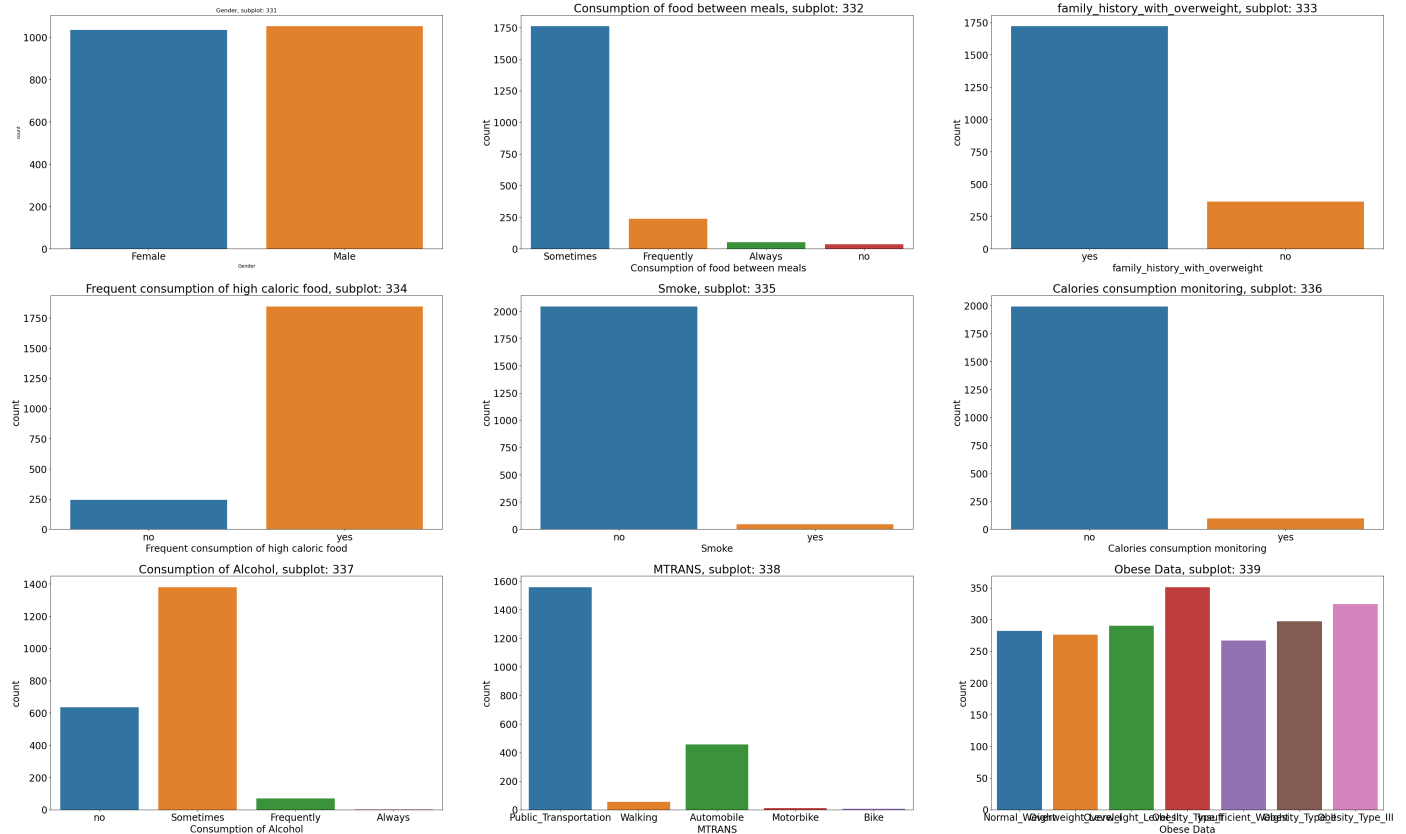 Gender, subplot: 331
count
1000
800
600
400
200
0
Female Male
Gender
Consumption of food between meals, subplot: 332
count
1750
1500
1250
1000
750
500
250
0
Sometimes Frequently Always no
Consumption of food between meals
family_history_with_overweight, subplot: 333
count
1750
1500
1250
1000
750
500
250
0
yes no
family_history_with_overweight
Frequent consumption of high caloric food, subplot: 334
count
1750
1500
1250
1000
750
500
250
0
no yes
Frequent consumption of high caloric food
Smoke, subplot: 335
count
2000
1750
1500
1250
1000
750
500
250
0
no yes
Smoke
Calories consumption monitoring, subplot: 336
count
2000
1750
1500
1250
1000
750
500
250
0
no yes
Calories consumption monitoring
Consumption of Alcohol, subplot: 337
count
1400
1200
1000
800
600
400
200
0
no Sometimes Frequently Always
Consumption of Alcohol
MTRANS, subplot: 338
count
1600
1400
1200
1000
800
600
400
200
0
Public_Transportation Walking Automobile Motorbike Bike
MTRANS
Obese Data, subplot: 339
count
350
300
250
200
150
100
50
0
Obese Data